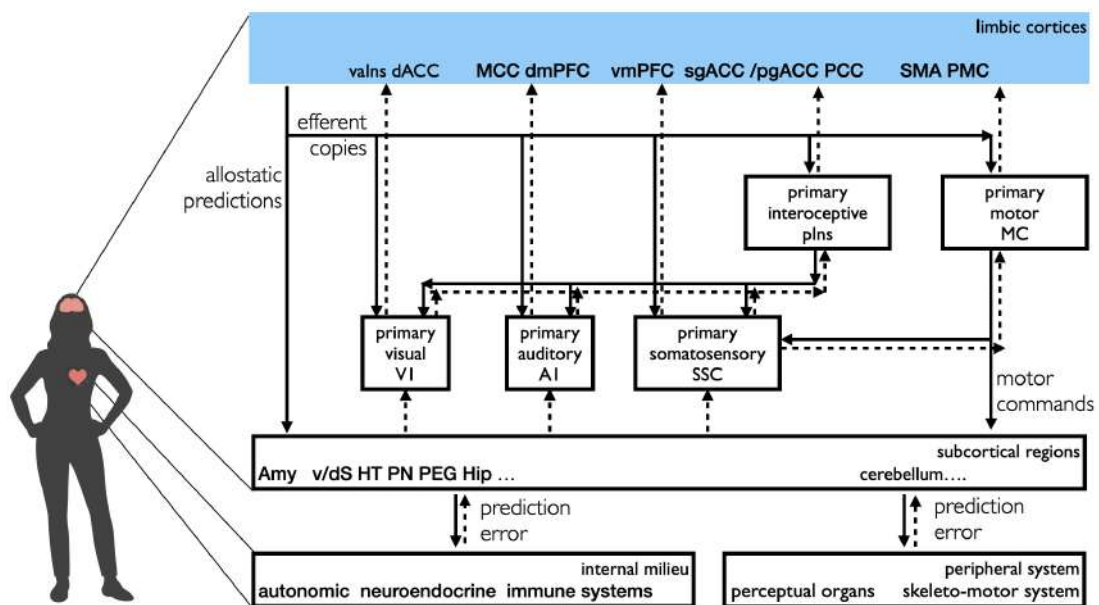 limbic cortices
vaIns dACC MCC dmPFC vmPFC sgACC /pgACC PCC SMA PMC
efferent
copies
allostatic
predictions
primary
interoceptive
pIns
primary
motor
MC
primary
visual
V1
primary
auditory
A1
primary
somatosensory
SSC
motor
commands
subcortical regions
Amy v/dS HT PN PEG Hip ...
cerebellum....
prediction
error
prediction
error
internal milieu
autonomic neuroendocrine immune systems
peripheral system
perceptual organs skeleto-motor system